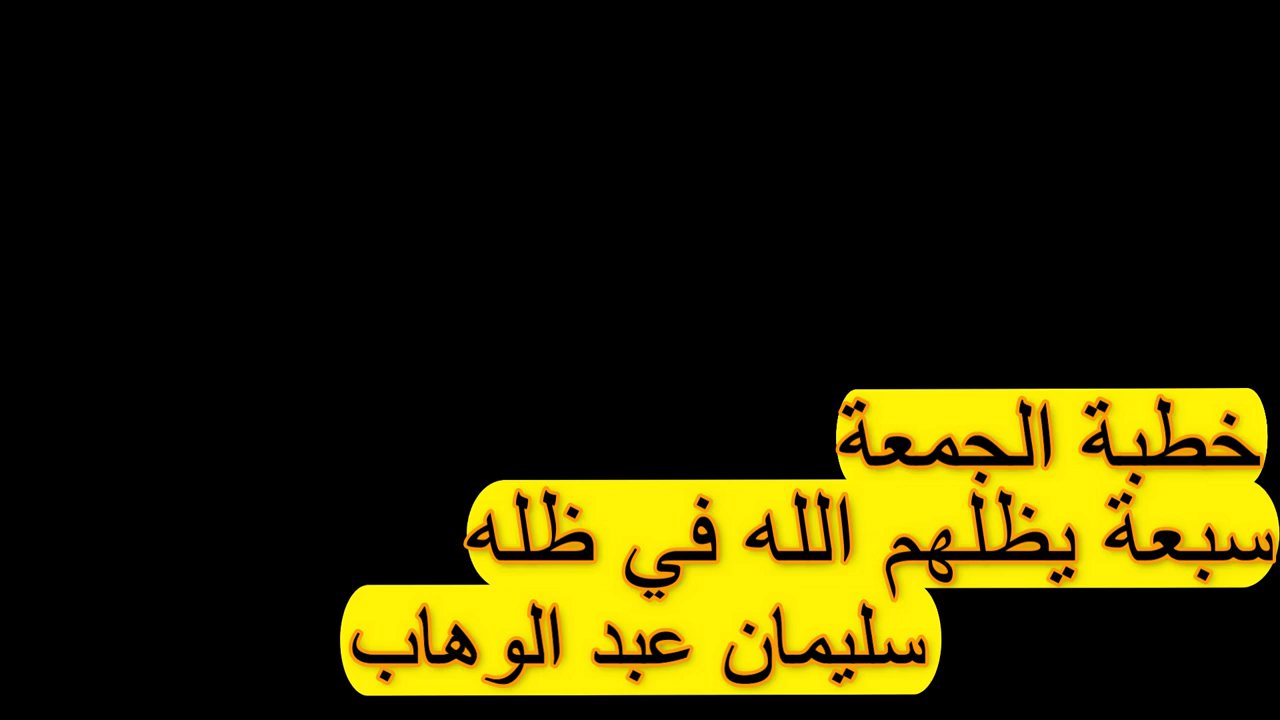 خطبة الجمعة
سبعة يظلهم الله في ظله
سليمان عبد الوهاب